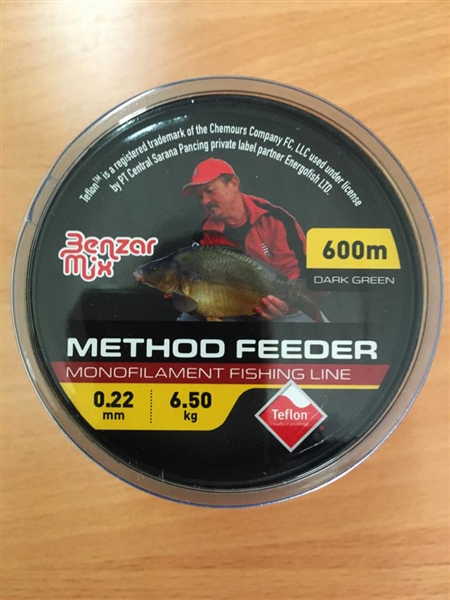 Teflon™ is a registered trademark of the Chemours Company FC, LLC used under license
by PT Central Sarana Pancing private label partner Energofish LTD.
Benzar
Mix
600m
DARK GREEN
METHOD FEEDER
MONOFILAMENT FISHING LINE
0.22
mm
6.50
kg
Teflon™